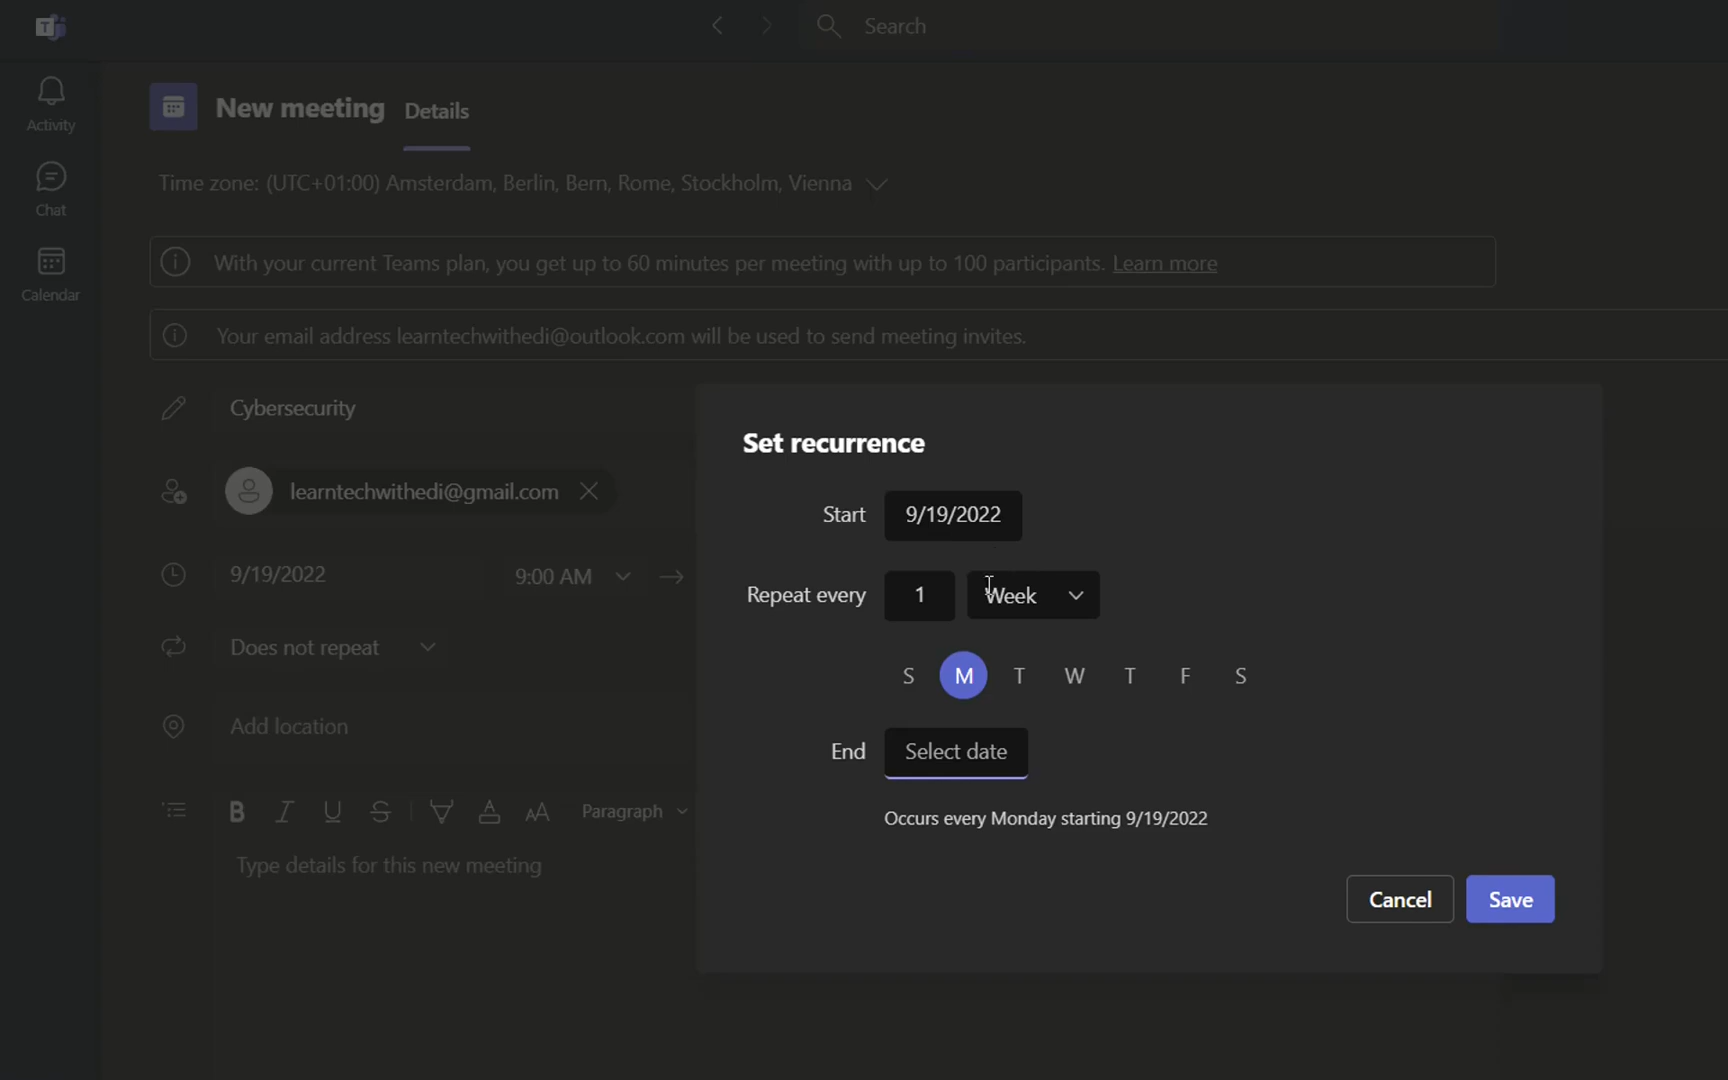 T
Search
Activity
Chat
Calendar
New meeting Details
Time zone: (UTC+01:00) Amsterdam, Berlin, Bern, Rome, Stockholm, Vienna
With your current Teams plan, you get up to 60 minutes per meeting with up to 100 participants. Learn more
Your email address learntechwithedi@outlook.com will be used to send meeting invites.
Cybersecurity
learntechwithedi@gmail.com
9/19/2022 9:00 AM
Does not repeat
Add location
B I U S A AA Paragraph
Type details for this new meeting
Set recurrence
Start 9/19/2022
Repeat every 1 Week
S M T W T F S
End Select date
Occurs every Monday starting 9/19/2022
Cancel Save